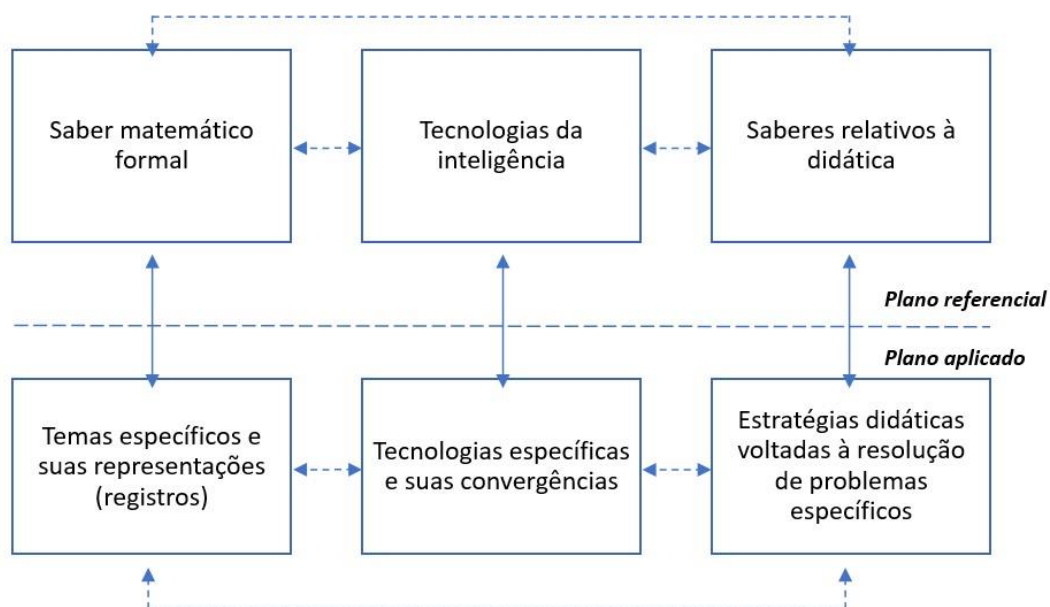 Saber matemático
formal
Tecnologias da
inteligência
Saberes relativos à
didática
Plano referencial
Plano aplicado
Temas específicos e
suas representações
(registros)
Tecnologias específicas
e suas convergências
Estratégias didáticas
voltadas à resolução
de problemas
específicos